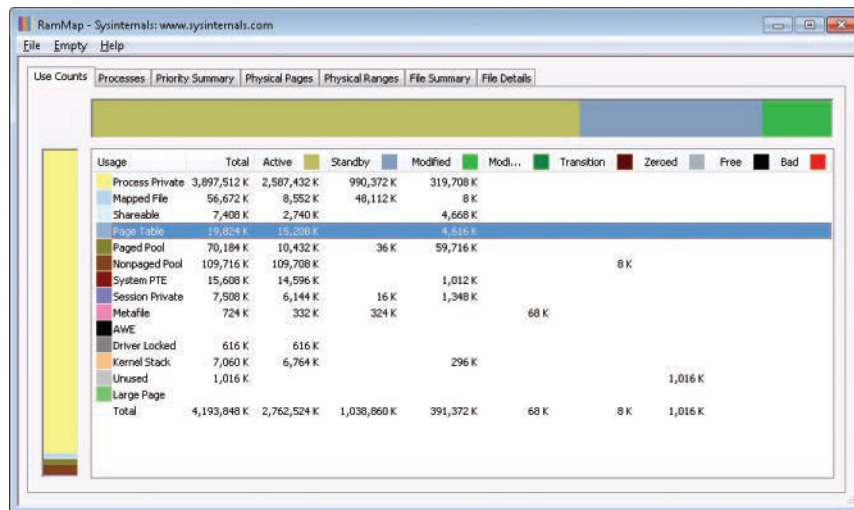 RamMap - Sysinternals: www.sysinternals.com
File Empty Help
Use Counts Processes Priority Summary Physical Pages Physical Ranges File Summary File Details
Usage Total Active Standby Modified Modi... Transition Zeroed Free Bad
Process Private 3,897,512 K 2,587,432 K 990,372 K 319,708 K
Mapped File 56,672 K 8,552 K 48,112 K 8 K
Shareable 7,408 K 2,740 K 4,668 K
Page Table 19,824 K 15,208 K 4,616 K
Paged Pool 70,184 K 10,432 K 36 K 59,716 K
Nonpaged Pool 109,716 K 109,708 K 8 K
System PTE 15,608 K 14,596 K 1,012 K
Session Private 7,508 K 6,144 K 16 K 1,348 K
Metafile 724 K 332 K 324 K 68 K
AWE
Driver Locked 616 K 616 K
Kernel Stack 7,060 K 6,764 K 296 K
Unused 1,016 K 1,016 K
Large Page
Total 4,193,848 K 2,762,524 K 1,038,860 K 391,372 K 68 K 8 K 1,016 K